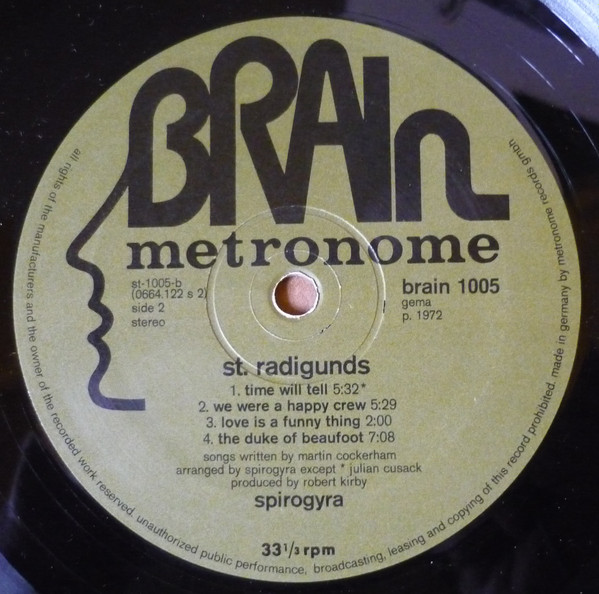 BRAIn
metronome
st-1005-b
(0664.122 s 2)
side 2
stereo
brain 1005
gema
p. 1972
st. radigunds
1. time will tell 5:32*
2. we were a happy crew 5:29
3. love is a funny thing 2:00
4. the duke of beaufoot 7:08
songs written by martin cockerham
arranged by spirogyra except * julian cusack
produced by robert kirby
spirogyra
33 1/3 rpm
all rights of the manufacturers and the owner of the recorded work reserved. unauthorized public performance, broadcasting, leasing and copying of this record prohibited. made in germany by metronome records gmbh